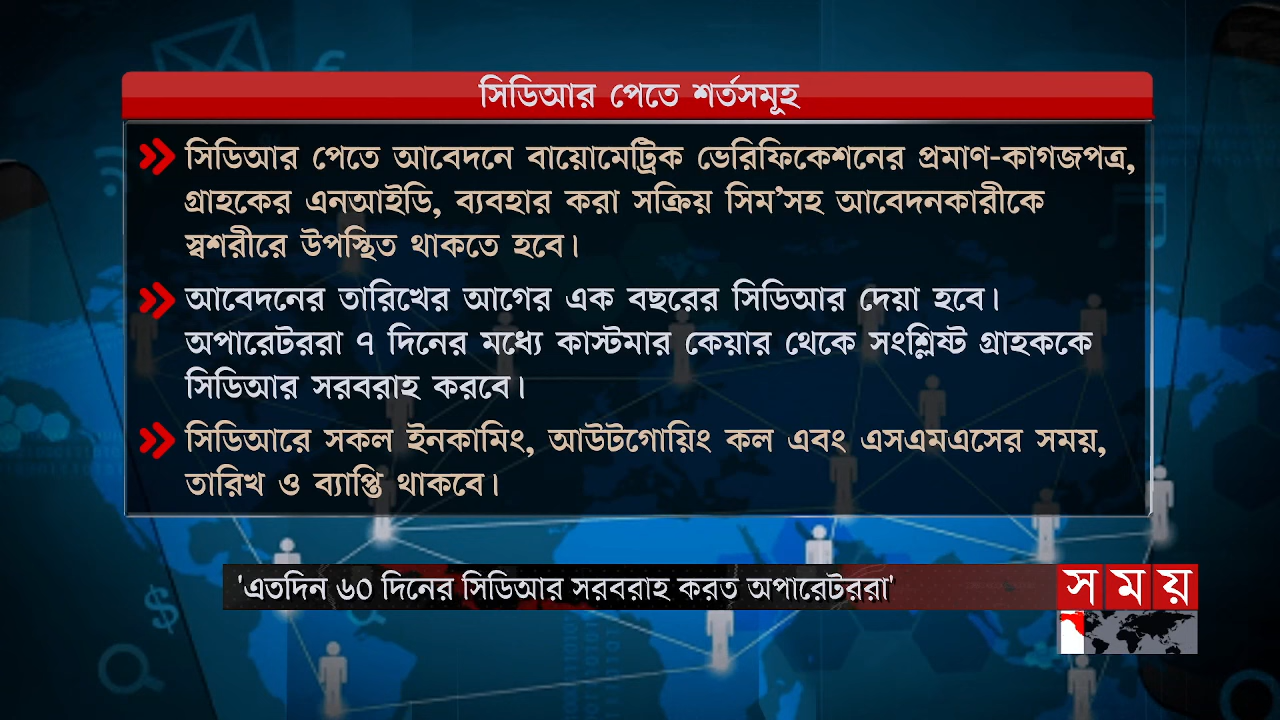 সিডিআর পেতে শর্তসমূহ
সিডিআর পেতে আবেদনে বায়োমেট্রিক ভেরিফিকেশনের প্রমাণ-কাগজপত্র,
গ্রাহকের এনআইডি, ব্যবহার করা সক্রিয় সিম'সহ আবেদনকারীকে
স্বশরীরে উপস্থিত থাকতে হবে।
আবেদনের তারিখের আগের এক বছরের সিডিআর দেয়া হবে।
অপারেটররা ৭ দিনের মধ্যে কাস্টমার কেয়ার থেকে সংশ্লিষ্ট গ্রাহককে
সিডিআর সরবরাহ করবে।
সিডিআরে সকল ইনকামিং, আউটগোয়িং কল এবং এসএমএসের সময়,
তারিখ ও ব্যাপ্তি থাকবে।
'এতদিন ৬০ দিনের সিডিআর সরবরাহ করত অপারেটররা'
সময়